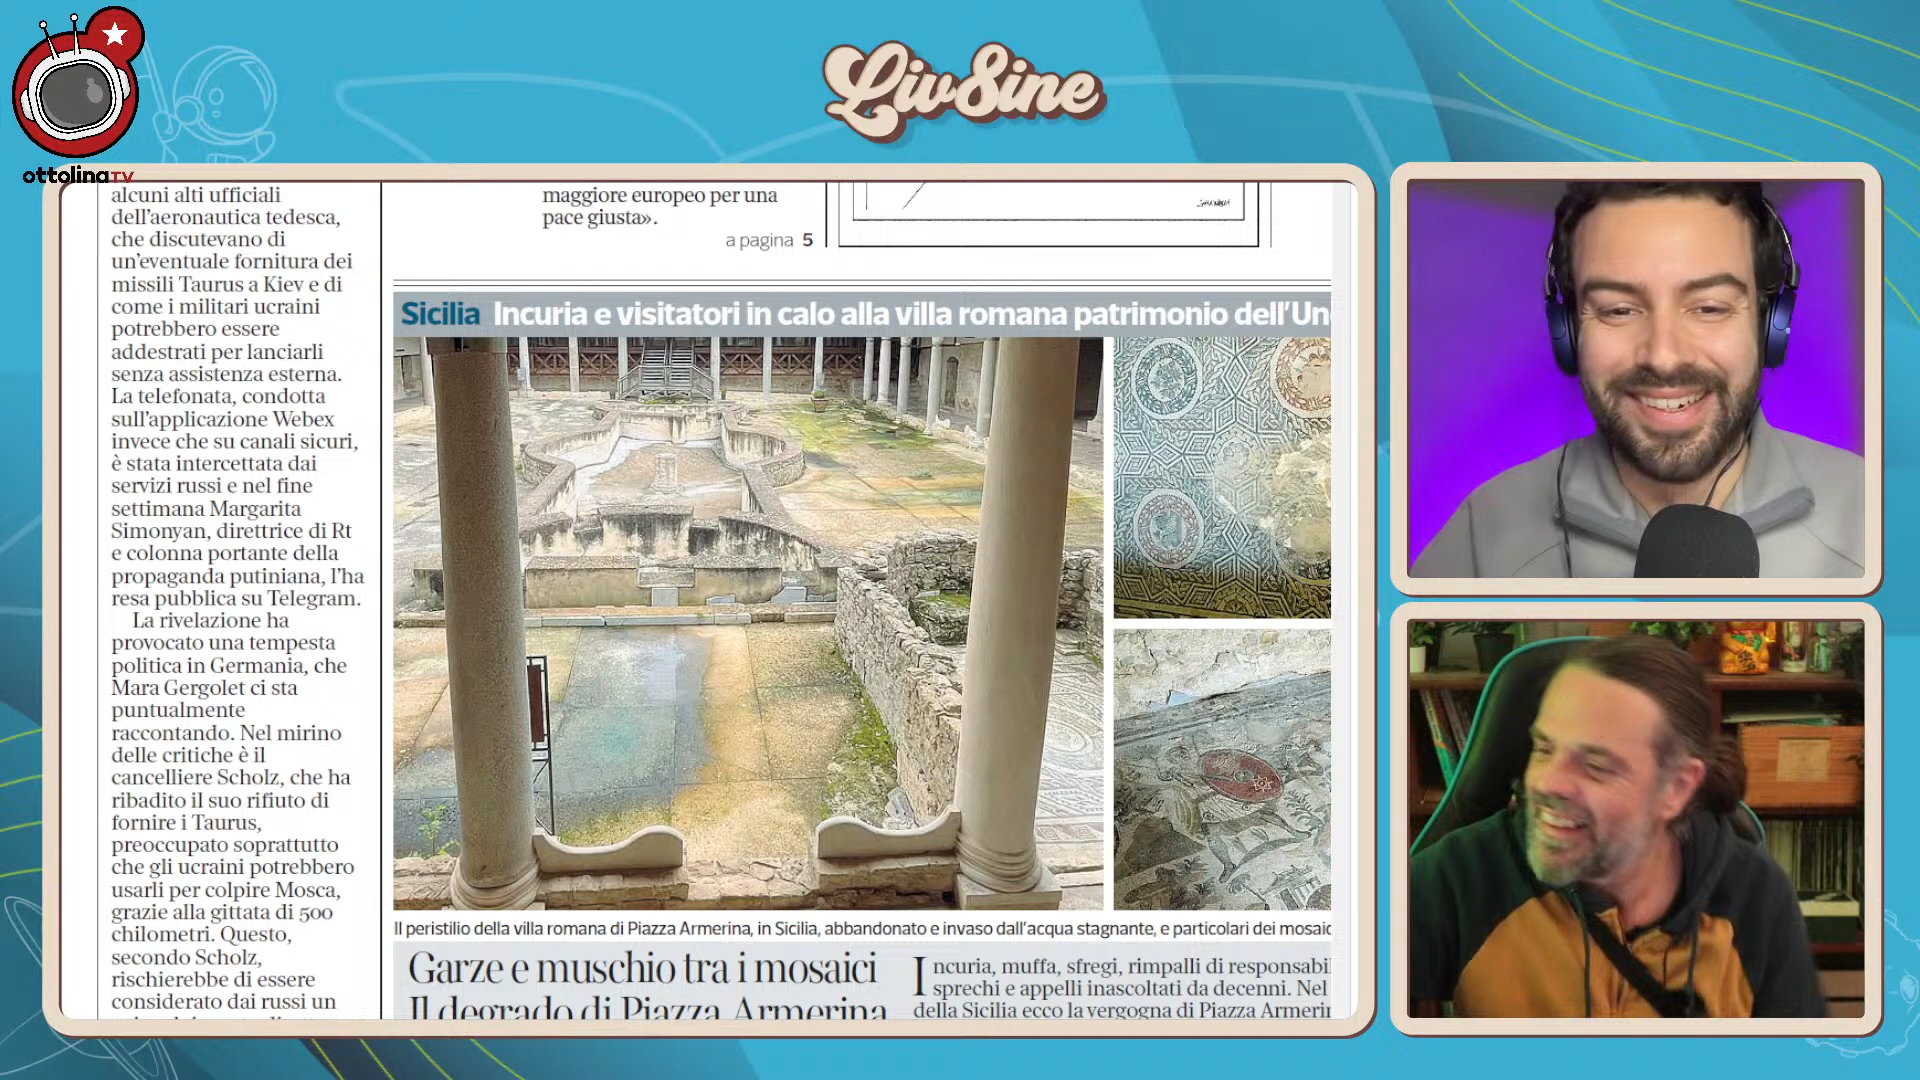 LivSine
ottolinaTV
alcuni alti ufficiali
dell'aeronautica tedesca,
che discutevano di
un'eventuale fornitura dei
missili Taurus a Kiev e di
come i militari ucraini
potrebbero essere
addestrati per lanciarli
senza assistenza esterna.
La telefonata, condotta
sull'applicazione Webex
invece che su canali sicuri,
è stata intercettata dai
servizi russi e nel fine
settimana Margarita
Simonyan, direttrice di Rt
e colonna portante della
propaganda putiniana, l'ha
resa pubblica su Telegram.
La rivelazione ha
provocato una tempesta
politica in Germania, che
Mara Gergolet ci sta
puntualmente
raccontando. Nel mirino
delle critiche è il
cancelliere Scholz, che ha
ribadito il suo rifiuto di
fornire i Taurus,
preoccupato soprattutto
che gli ucraini potrebbero
usarli per colpire Mosca,
grazie alla gittata di 500
chilometri. Questo,
secondo Scholz,
rischierebbe di essere
considerato dai russi un
maggiore europeo per una
pace giusta».
a pagina 5
Sicilia Incuria e visitatori in calo alla villa romana patrimonio dell'Un
Il peristilio della villa romana di Piazza Armerina, in Sicilia, abbandonato e invaso dall'acqua stagnante, e particolari dei mosaic
Garze e muschio tra i mosaici
Il degrado di Piazza Armerina
Incuria, muffa, sfregi, rimpalli di responsabil
sprechi e appelli inascoltati da decenni. Nel
della Sicilia ecco la vergogna di Piazza Armerin